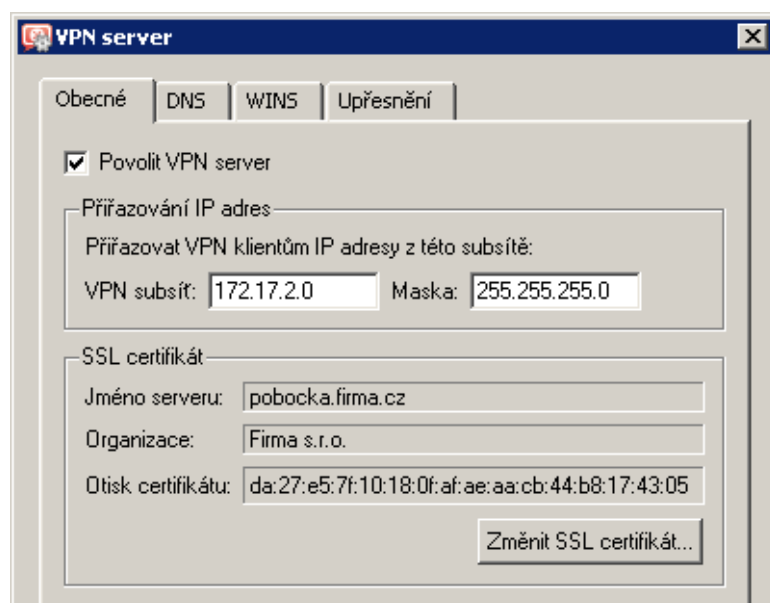 VPN server
Obecné DNS WINS Upřesnění
Povolit VPN server
Přiřazování IP adres
Přiřazovat VPN klientům IP adresy z této subsítě:
VPN subsíť: 172.17.2.0 Maska: 255.255.255.0
SSL certifikát
Jméno serveru: pobocka.firma.cz
Organizace: Firma s.r.o.
Otisk certifikátu: da:27:e5:7f:10:18:0f:af:ae:aa:cb:44:b8:17:43:05
Změnit SSL certifikát...